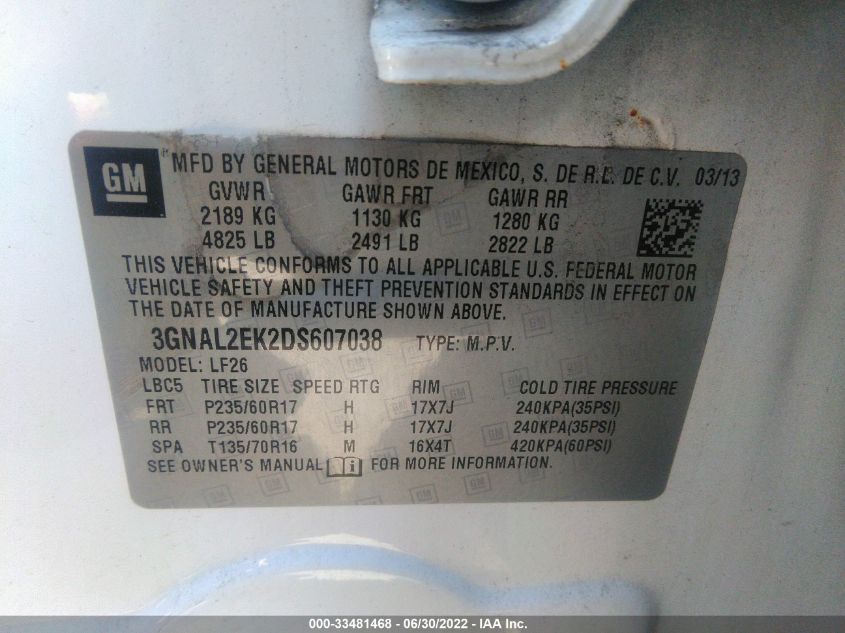 GM MFD BY GENERAL MOTORS DE MEXICO, S. DE R.L. DE C.V. 03/13
GVWR GAWR FRT GAWR RR
2189 KG 1130 KG 1280 KG
4825 LB 2491 LB 2822 LB
THIS VEHICLE CONFORMS TO ALL APPLICABLE U.S. FEDERAL MOTOR
VEHICLE SAFETY AND THEFT PREVENTION STANDARDS IN EFFECT ON
THE DATE OF MANUFACTURE SHOWN ABOVE.
3GNAL2EK2DS607038 TYPE: M.P.V.
MODEL: LF26
LBC5 TIRE SIZE SPEED RTG RIM COLD TIRE PRESSURE
FRT P235/60R17 H 17X7J 240KPA(35PSI)
RR P235/60R17 H 17X7J 240KPA(35PSI)
SPA T135/70R16 M 16X4T 420KPA(60PSI)
SEE OWNER'S MANUAL FOR MORE INFORMATION.
000-33481468 - 06/30/2022 - IAA Inc.